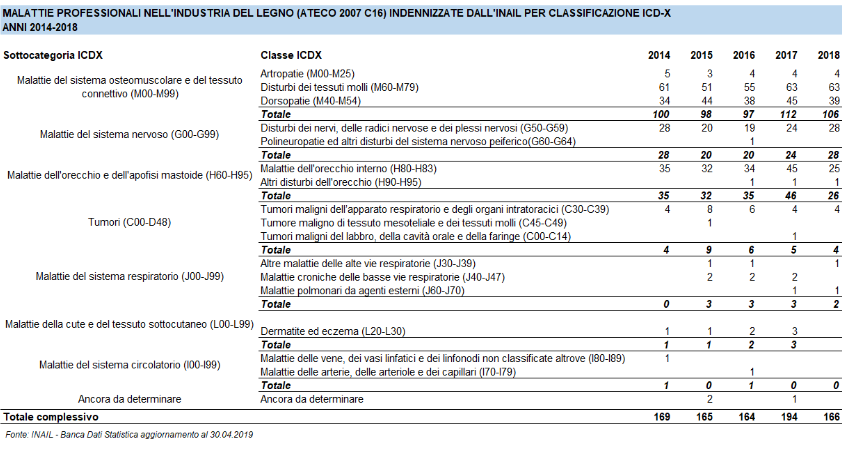 MALATTIE PROFESSIONALI NELL'INDUSTRIA DEL LEGNO (ATECO 2007 C16) INDENNIZZATE DALL'INAIL PER CLASSIFICAZIONE ICD-X
ANNI 2014-2018
Sottocategoria ICDX Classe ICDX 2014 2015 2016 2017 2018
Malattie del sistema osteomuscolare e del tessuto connettivo (M00-M99)
Artropatie (M00-M25) 5 3 4 4 4
Disturbi dei tessuti molli (M60-M79) 61 51 55 63 63
Dorsopatie (M40-M54) 34 44 38 45 39
Totale 100 98 97 112 106
Malattie del sistema nervoso (G00-G99) Disturbi dei nervi, delle radici nervose e dei plessi nervosi (G50-G59) 28 20 19 24 28
Polineuropatie ed altri disturbi del sistema nervoso peiferico(G60-G64) 1
Totale 28 20 20 24 28
Malattie dell'orecchio e dell'apofisi mastoide (H60-H95) Malattie dell'orecchio interno (H80-H83) 35 32 34 45 25
Altri disturbi dell'orecchio (H90-H95) 1 1 1
Totale 35 32 35 46 26
Tumori (C00-D48) Tumori maligni dell'apparato respiratorio e degli organi intratoracici (C30-C39) 4 8 6 4 4
Tumore maligno di tessuto mesoteliale e dei tessuti molli (C45-C49) 1
Tumori maligni del labbro, della cavità orale e della faringe (C00-C14) 1
Totale 4 9 6 5 4
Malattie del sistema respiratorio (J00-J99) Altre malattie delle alte vie respiratorie (J30-J39) 1 1 1
Malattie croniche delle basse vie respiratorie (J40-J47) 2 2 2
Malattie polmonari da agenti esterni (J60-J70) 1 1
Totale 0 3 3 3 2
Malattie della cute e del tessuto sottocutaneo (L00-L99) Dermatite ed eczema (L20-L30) 1 1 2 3
Totale 1 1 2 3
Malattie del sistema circolatorio (I00-I99) Malattie delle vene, dei vasi linfatici e dei linfonodi non classificate altrove (I80-I89) 1
Malattie delle arterie, delle arteriole e dei capillari (I70-I79) 1
Totale 1 0 1 0 0
Ancora da determinare Ancora da determinare 2 1
Totale complessivo 169 165 164 194 166
Fonte: INAIL - Banca Dati Statistica aggiornamento al 30.04.2019